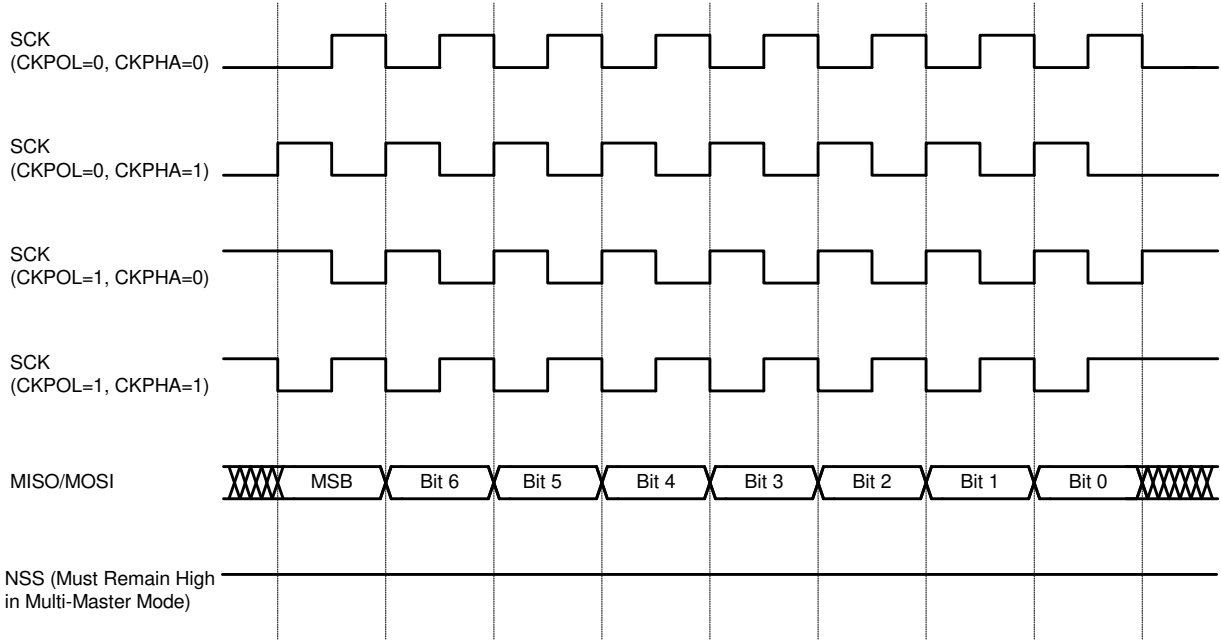 SCK
(CKPOL=0, CKPHA=0)
SCK
(CKPOL=0, CKPHA=1)
SCK
(CKPOL=1, CKPHA=0)
SCK
(CKPOL=1, CKPHA=1)
MISO/MOSI MSB Bit 6 Bit 5 Bit 4 Bit 3 Bit 2 Bit 1 Bit 0
NSS (Must Remain High
in Multi-Master Mode)